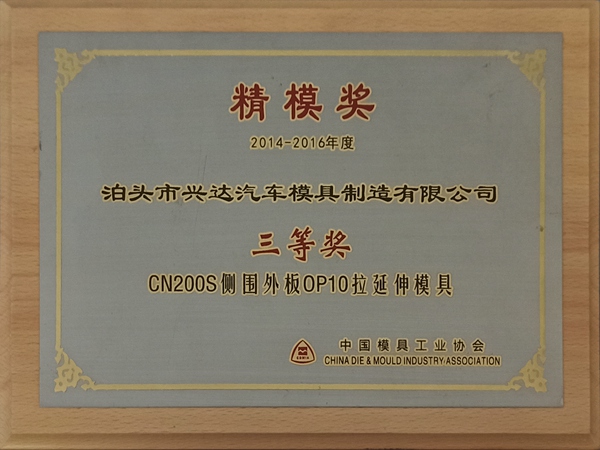 精模奖
2014-2016年度
泊头市兴达汽车模具制造有限公司
三等奖
CN200S侧围外板OP10拉延伸模具
中国模具工业协会
CHINA DIE & MOULD INDUSTRY ASSOCIATION